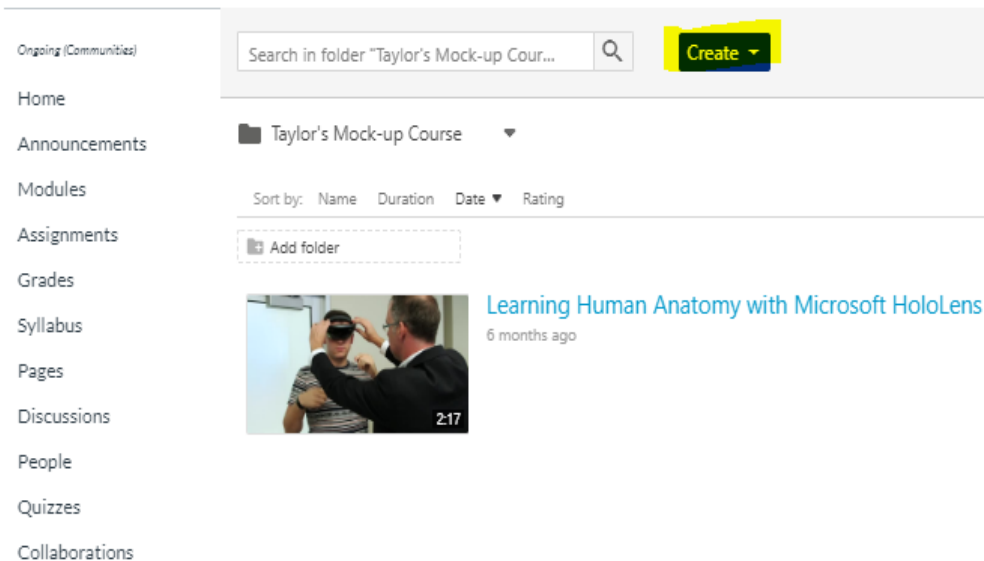 Ongoing (Communities)
Home
Announcements
Modules
Assignments
Grades
Syllabus
Pages
Discussions
People
Quizzes
Collaborations
Search in folder "Taylor's Mock-up Cour...
Create
Taylor's Mock-up Course
Sort by: Name Duration Date Rating
Add folder
Learning Human Anatomy with Microsoft HoloLens
6 months ago
2:17